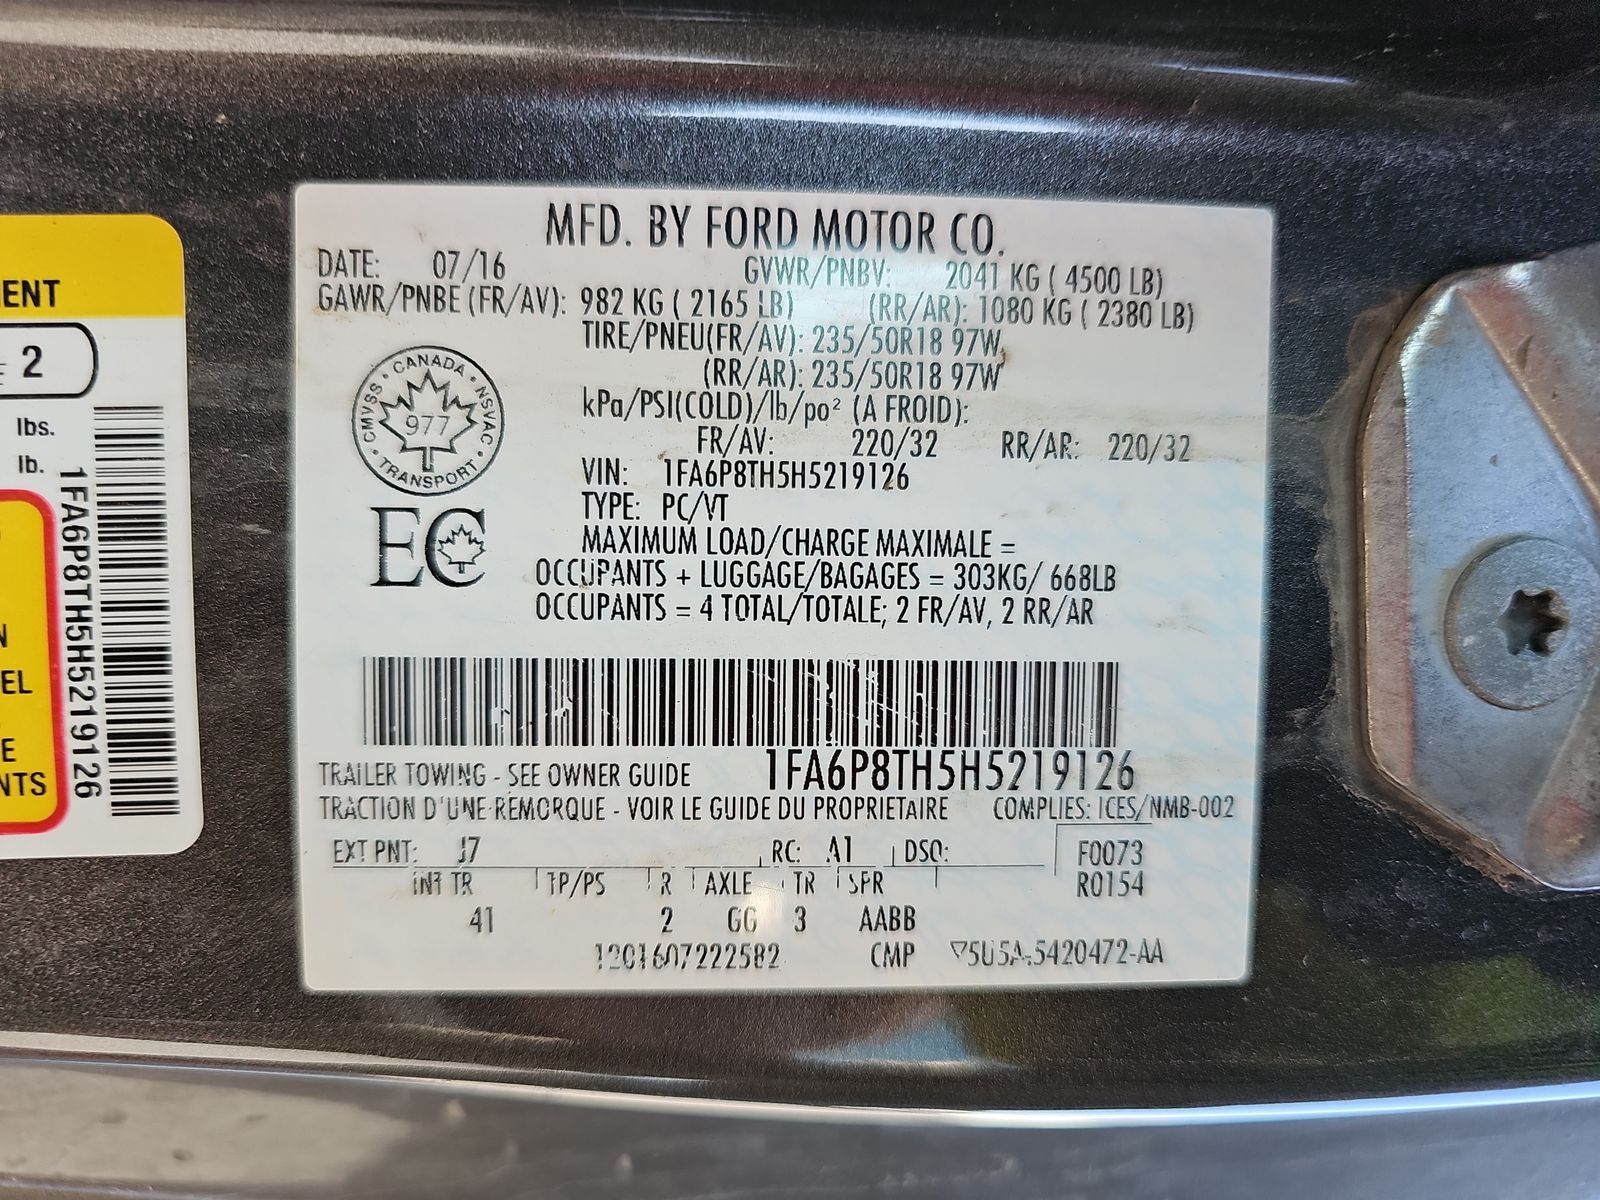 ENT
2
lbs.
lb.
1FA6P8TH5H5219126
N
EL
E
NTS
MFD. BY FORD MOTOR CO.
DATE: 07/16 GVWR/PNBV: 2041 KG ( 4500 LB)
GAWR/PNBE (FR/AV): 982 KG ( 2165 LB) (RR/AR): 1080 KG ( 2380 LB)
TIRE/PNEU(FR/AV): 235/50R18 97W
(RR/AR): 235/50R18 97W
kPa/PSI(COLD)/lb/po² (A FROID):
FR/AV: 220/32 RR/AR: 220/32
CANADA · NSVAC · TRANSPORT · CMVSS ·
977
VIN: 1FA6P8TH5H5219126
EC
TYPE: PC/VT
MAXIMUM LOAD/CHARGE MAXIMALE =
OCCUPANTS + LUGGAGE/BAGAGES = 303KG/ 668LB
OCCUPANTS = 4 TOTAL/TOTALE; 2 FR/AV, 2 RR/AR
1FA6P8TH5H5219126
TRAILER TOWING - SEE OWNER GUIDE
TRACTION D'UNE REMORQUE - VOIR LE GUIDE DU PROPRIETAIRE COMPLIES: ICES/NMB-002
EXT PNT: J7 RC: A1 DSO: F0073
INT TR TP/PS R AXLE TR SPR R0154
41 2 GG 3 AABB
1201607222582 CMP ▽5U5A-5420472-AA